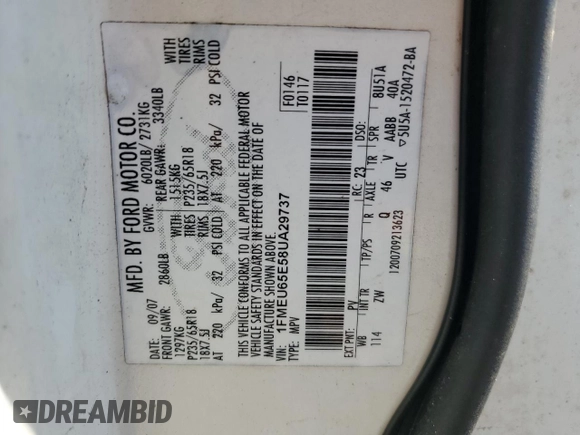 MFD. BY FORD MOTOR CO.
DATE: 09/07 GVWR: 6020LB/ 2731KG
FRONT GAWR: 2860LB REAR GAWR: 3340LB
1297KG 1515KG WITH
P235/65R18 TIRES P235/65R18 TIRES
18X7.5J RIMS 18X7.5J RIMS
AT 220 kPa/ 32 PSI COLD AT 220 kPa/ 32 PSI COLD
THIS VEHICLE CONFORMS TO ALL APPLICABLE FEDERAL MOTOR
VEHICLE SAFETY STANDARDS IN EFFECT ON THE DATE OF
MANUFACTURE SHOWN ABOVE.
VIN: 1FMEU65E58UA29737 F0146
TYPE: MPV T0117
EXT PNT: PV RC: 23 DSO:
WB INT TR TP/PS R AXLE TR SPR 8U51A
114 ZW Q 46 V AABB 40A
UTC ▽5U5A-1520472-BA
1200709213623
DREAMBID